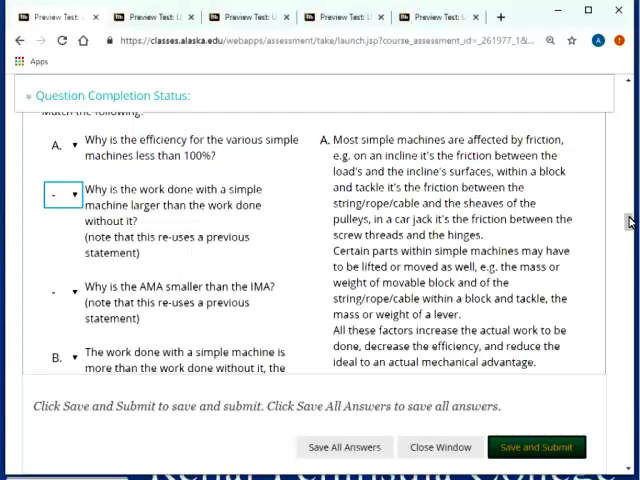 Preview Test:
Preview Test: U
Preview Test: U
Preview Test: U
Preview Test: U
https://classes.alaska.edu/webapps/assessment/take/launch.jsp?course_assessment_id=_261977_1&...
A
Apps
Question Completion Status:
Match the following:
A.
Why is the efficiency for the various simple
machines less than 100%?
-
Why is the work done with a simple
machine larger than the work done
without it?
(note that this re-uses a previous
statement)
-
Why is the AMA smaller than the IMA?
(note that this re-uses a previous
statement)
B.
The work done with a simple machine is
more than the work done without it, the
A. Most simple machines are affected by friction,
e.g. on an incline it's the friction between the
load's and the incline's surfaces, within a block
and tackle it's the friction between the
string/rope/cable and the sheaves of the
pulleys, in a car jack it's the friction between the
screw threads and the hinges.
Certain parts within simple machines may have
to be lifted or moved as well, e.g. the mass or
weight of movable block and of the
string/rope/cable within a block and tackle, the
mass or weight of a lever.
All these factors increase the actual work to be
done, decrease the efficiency, and reduce the
ideal to an actual mechanical advantage.
Click Save and Submit to save and submit. Click Save All Answers to save all answers.
Save All Answers
Close Window
Save and Submit
Kenai Peninsula College